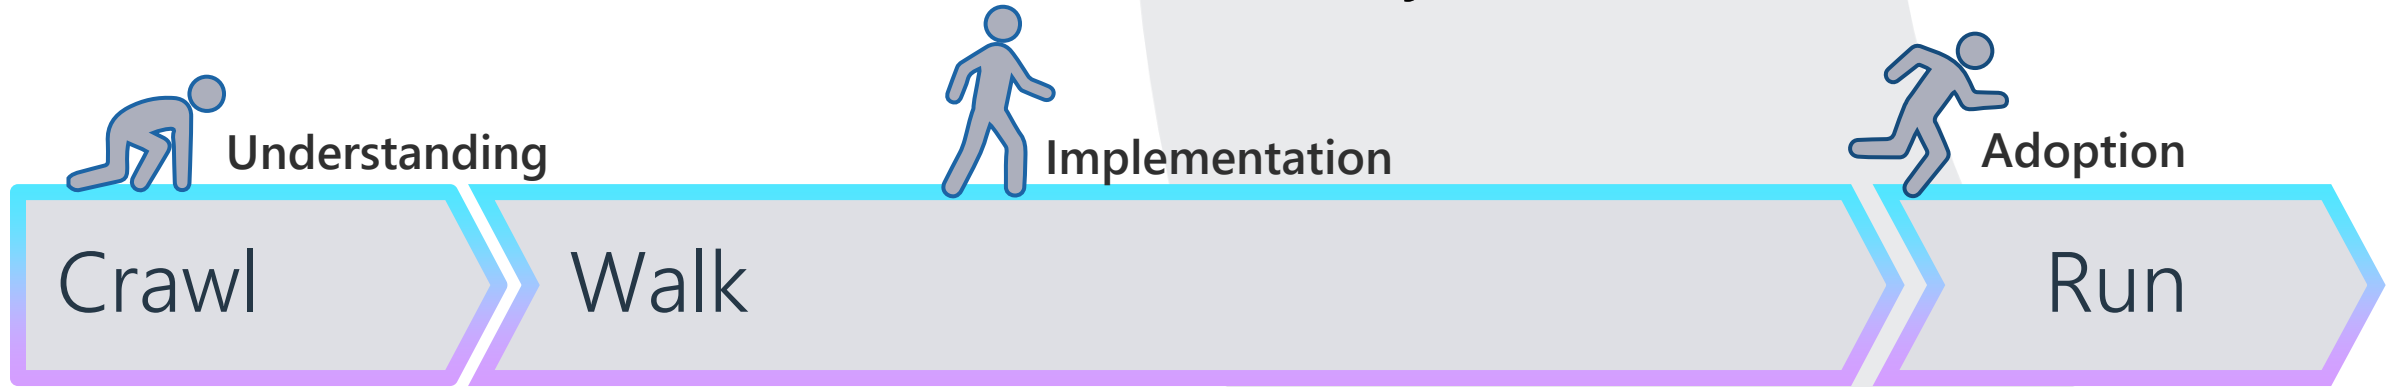 Understanding
Implementation
Adoption
Crawl
Walk
Run